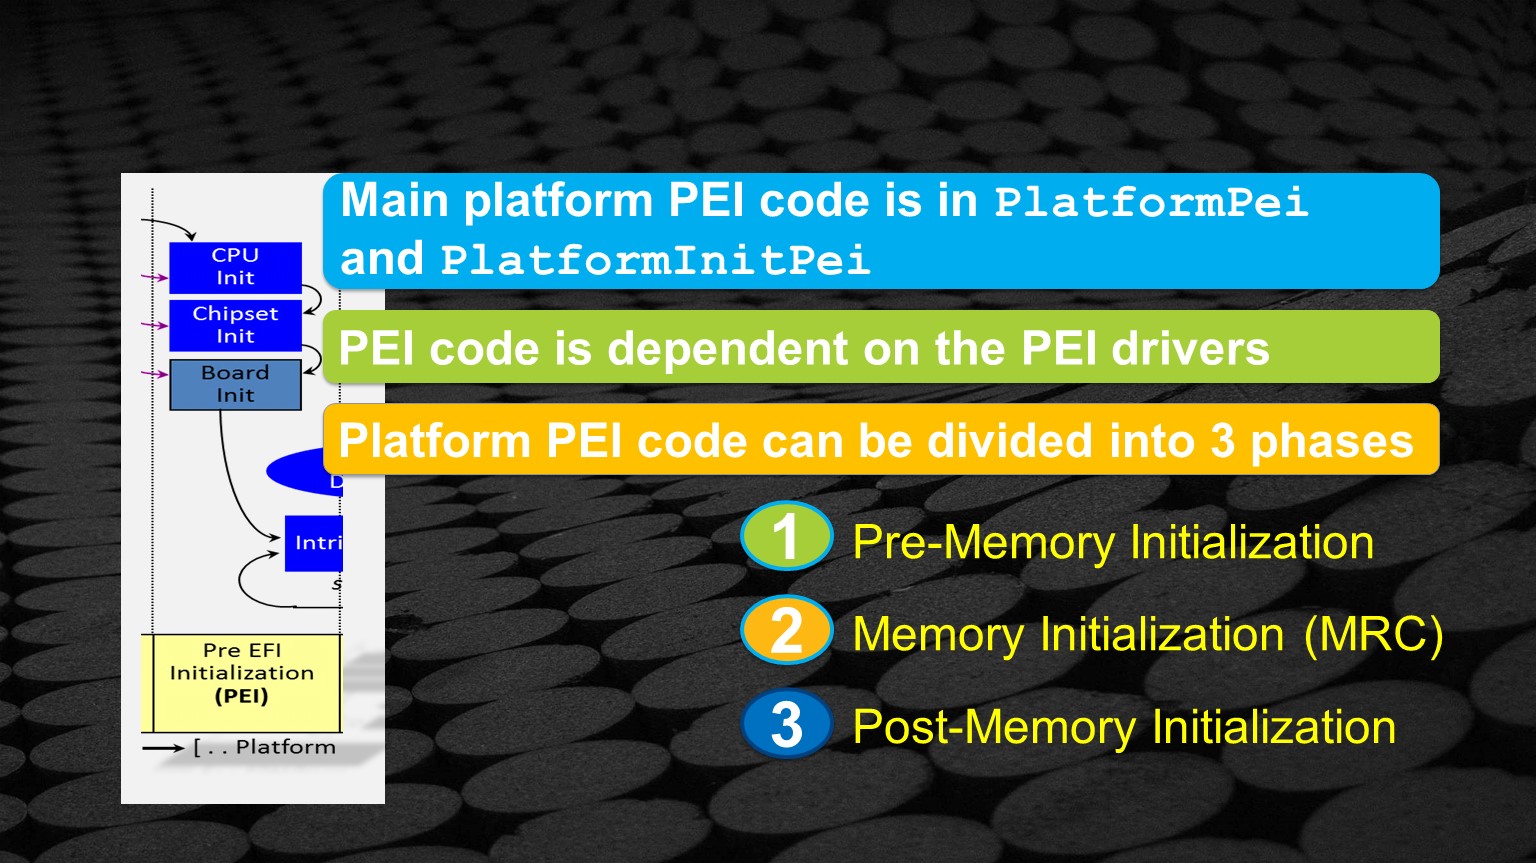 Main platform PEI code is in PlatformPei
and PlatformInitPei
PEI code is dependent on the PEI drivers
Platform PEI code can be divided into 3 phases
1 Pre-Memory Initialization
2 Memory Initialization (MRC)
3 Post-Memory Initialization
CPU
Init
Chipset
Init
Board
Init
D
Intri
s
Pre EFI
Initialization
(PEI)
[ . . Platform